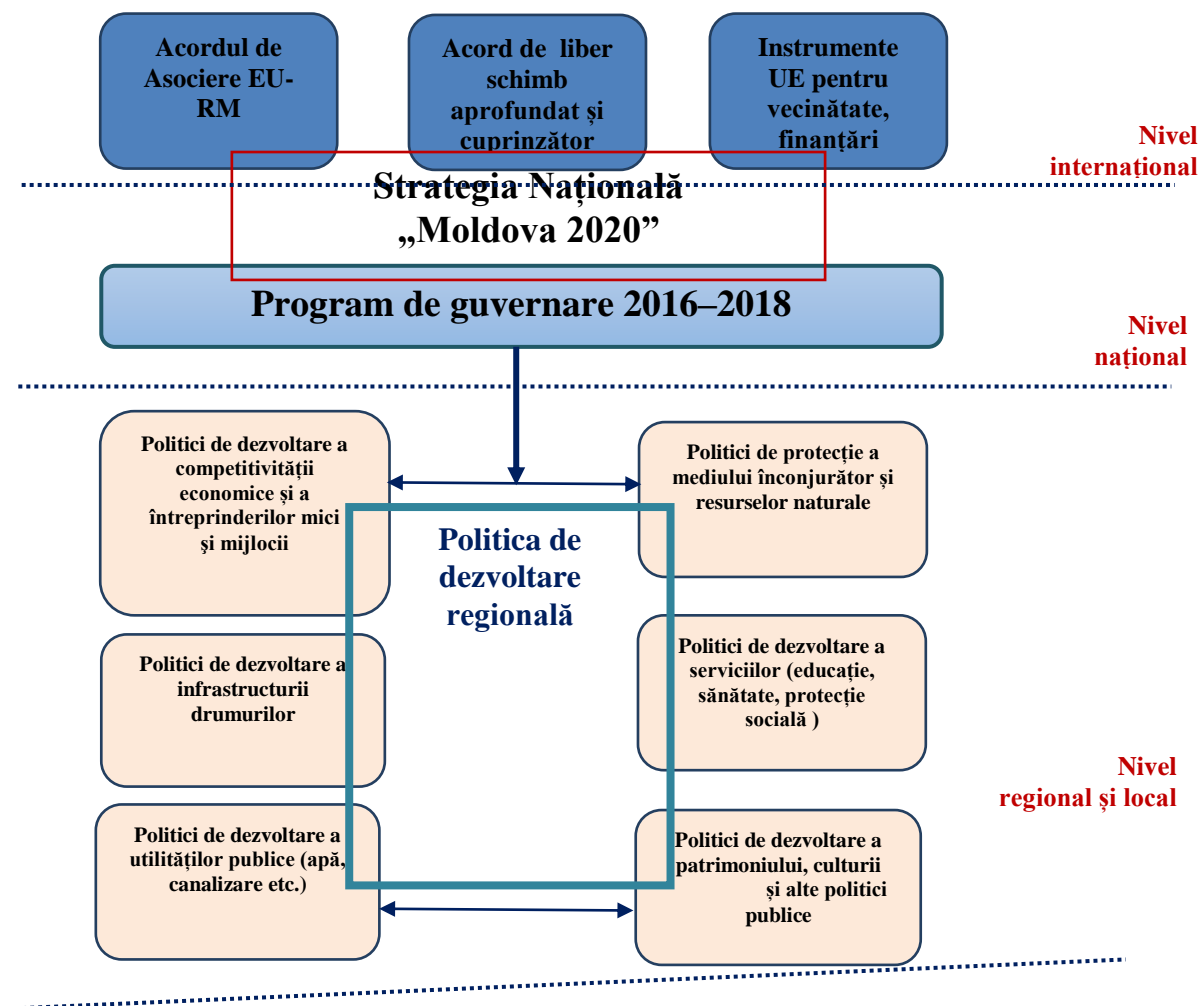 Acordul de
Asociere EU-
RM
Acord de liber
schimb
aprofundat și
cuprinzător
Instrumente
UE pentru
vecinătate,
finanțări
Nivel
internațional
Strategia Națională
„Moldova 2020”
Program de guvernare 2016–2018
Nivel
național
Politici de dezvoltare a
competitivității
economice și a
întreprinderilor mici
şi mijlocii
Politici de protecție a
mediului înconjurător și
resurselor naturale
Politica de
dezvoltare
regională
Politici de dezvoltare a
infrastructurii
drumurilor
Politici de dezvoltare a
serviciilor (educație,
sănătate, protecție
socială )
Nivel
regional și local
Politici de dezvoltare a
utilităților publice (apă,
canalizare etc.)
Politici de dezvoltare a
patrimoniului, culturii
și alte politici
publice